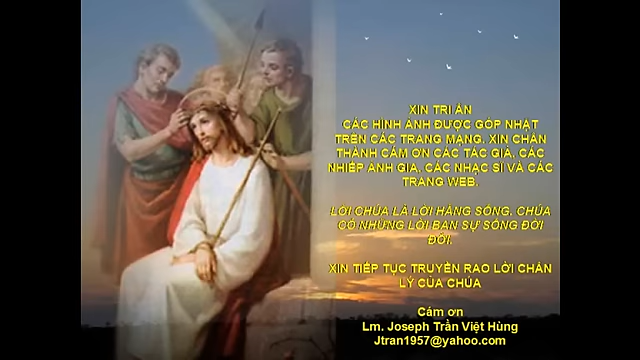 XIN TRI ÂN
CÁC HÌNH ẢNH ĐƯỢC GÓP NHẶT
TRÊN CÁC TRANG MẠNG. XIN CHÂN
THÀNH CÁM ƠN CÁC TÁC GIẢ, CÁC
NHIẾP ẢNH GIA, CÁC NHẠC SĨ VÀ CÁC
TRANG WEB.
LỜI CHÚA LÀ LỜI HẰNG SỐNG. CHÚA
CÓ NHỮNG LỜI BAN SỰ SỐNG ĐỜI
ĐỜI.
XIN TIẾP TỤC TRUYỀN RAO LỜI CHÂN
LÝ CỦA CHÚA
Cám ơn
Lm. Joseph Trần Việt Hùng
Jtran1957@yahoo.com